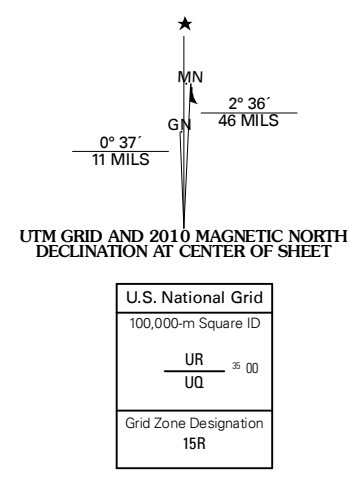 MN
2° 36´
46 MILS
GN
0° 37´
11 MILS
UTM GRID AND 2010 MAGNETIC NORTH
DECLINATION AT CENTER OF SHEET
U.S. National Grid
100,000-m Square ID
UR
35 00
UQ
Grid Zone Designation
15R